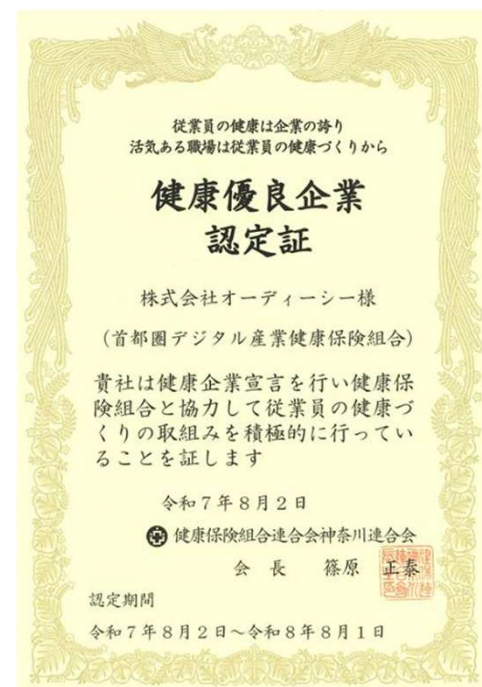 従業員の健康は企業の誇り
活気ある職場は従業員の健康づくりから
健康優良企業
認定証
株式会社オーディーシー様
(首都圏デジタル産業健康保険組合)
貴社は健康企業宣言を行い健康保
険組合と協力して従業員の健康づ
くりの取組みを積極的に行ってい
ることを証します
令和7年8月2日
健康保険組合連合会神奈川連合会
会長 篠原 正泰
認定期間
令和7年8月2日~令和8年8月1日